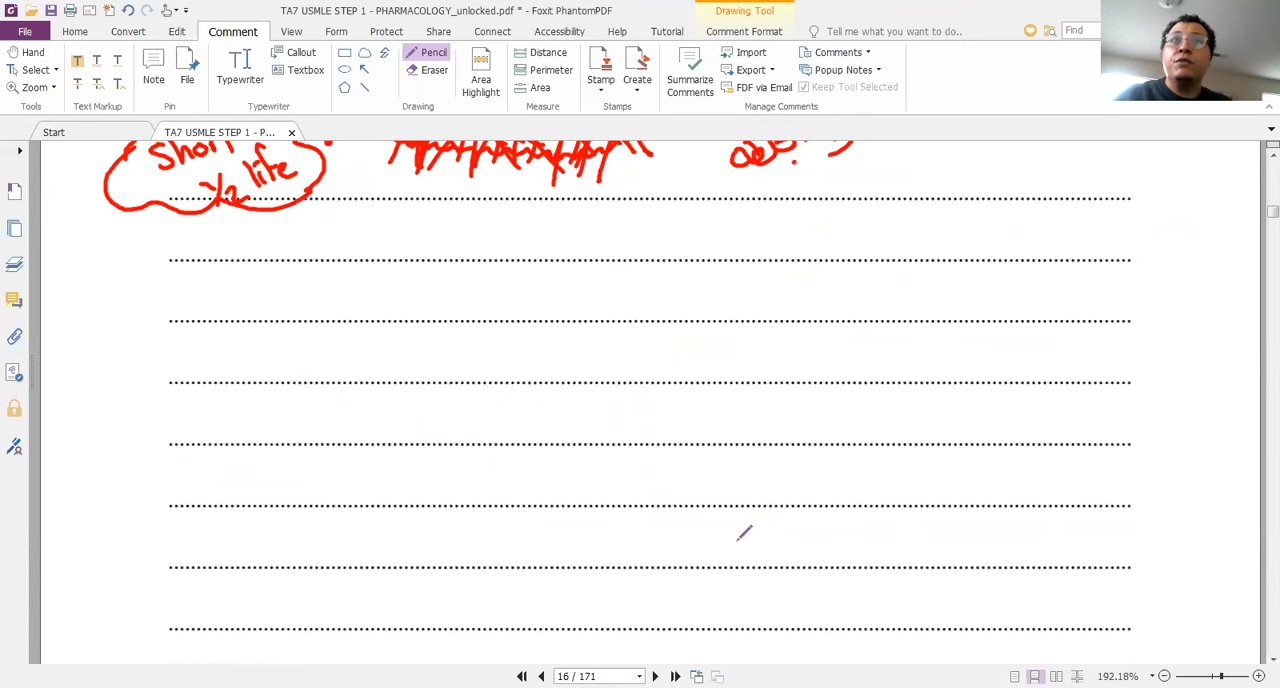 TA7 USMLE STEP 1 - PHARMACOLOGY_unlocked.pdf * - Foxit PhantomPDF
Drawing Tool
File Home Convert Edit Comment View Form Protect Share Connect Accessibility Help Tutorial Comment Format Tell me what you want to do.. Find
Hand
Select
Zoom
Tools
Text Markup
Note
File
Pin
Typewriter
Callout
Textbox
Typewriter
Pencil
Eraser
Drawing
Area
Highlight
Distance
Perimeter
Area
Measure
Stamp
Create
Stamps
Summarize
Comments
Import
Export
FDF via Email
Comments
Popup Notes
Keep Tool Selected
Manage Comments
Start
TA7 USMLE STEP 1 - P...
short
1/2 life
16 / 171
192.18%